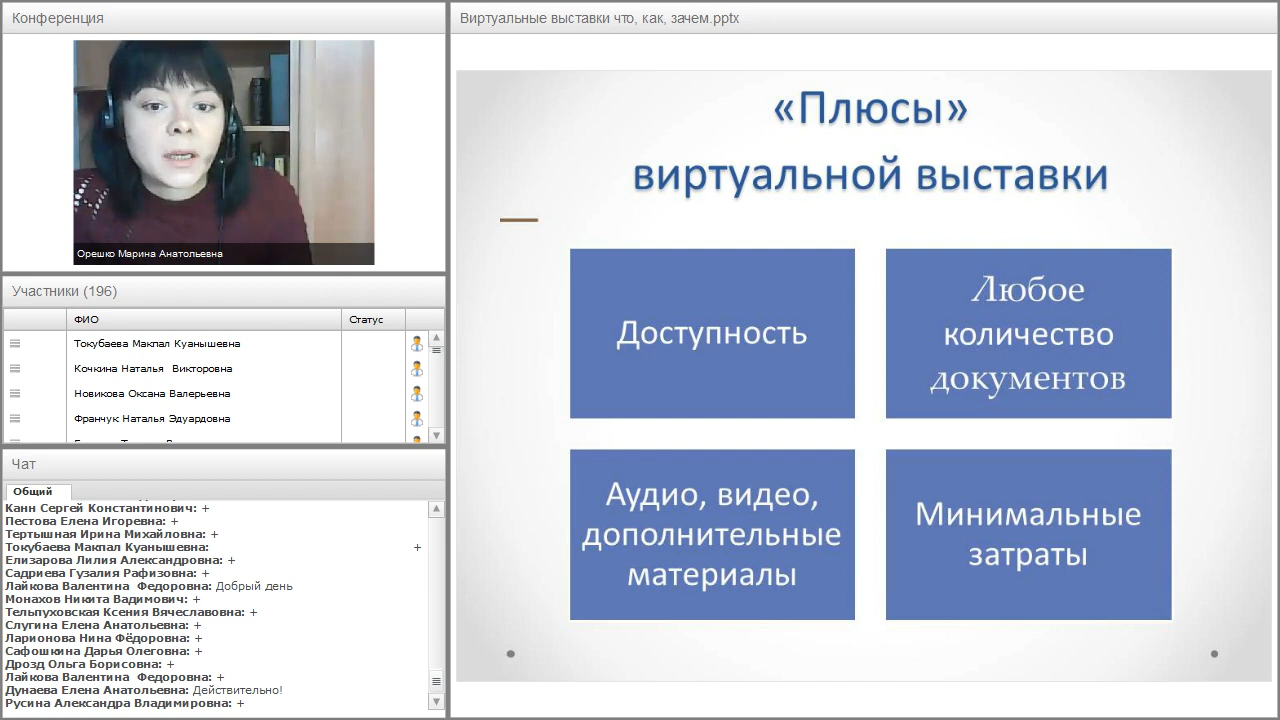 Конференция
Орешко Марина Анатольевна
Участники (196)
ФИО Статус
Токубаева Макпал Куанышевна
Кочкина Наталья Викторовна
Новикова Оксана Валерьевна
Франчук Наталья Эдуардовна
Чат
Общий
Канн Сергей Константинович: +
Пестова Елена Игоревна: +
Тертышная Ирина Михайловна: +
Токубаева Макпал Куанышевна: +
Елизарова Лилия Александровна: +
Садриева Гузалия Рафизовна: +
Лайкова Валентина Федоровна: Добрый день
Монахов Никита Вадимович: +
Тельпуховская Ксения Вячеславовна: +
Слугина Елена Анатольевна: +
Ларионова Нина Фёдоровна: +
Сафошкина Дарья Олеговна: +
Дрозд Ольга Борисовна: +
Лайкова Валентина Федоровна: +
Дунаева Елена Анатольевна: Действительно!
Русина Александра Владимировна: +
Виртуальные выставки что, как, зачем.pptx
«Плюсы»
виртуальной выставки
Доступность
Любое
количество
документов
Аудио, видео,
дополнительные
материалы
Минимальные
затраты